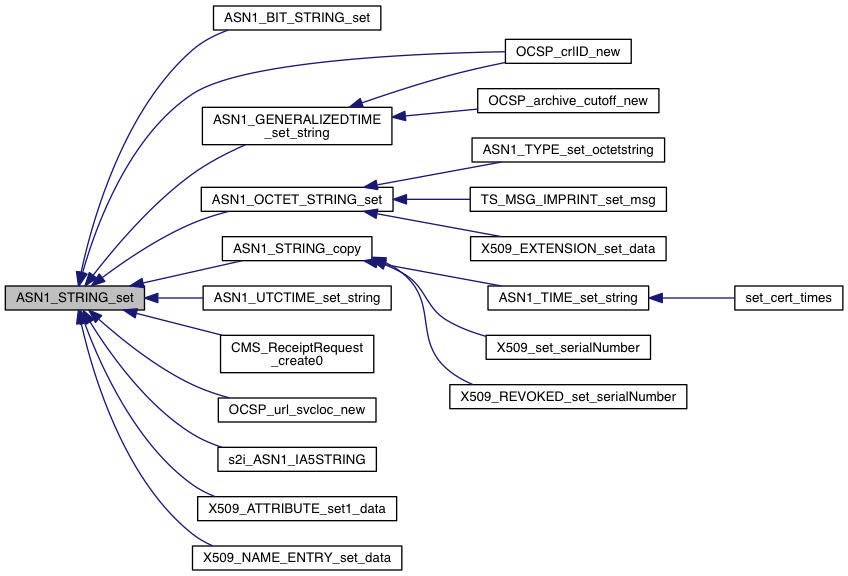 ASN1_BIT_STRING_set
OCSP_crlID_new
OCSP_archive_cutoff_new
ASN1_GENERALIZEDTIME
_set_string
ASN1_TYPE_set_octetstring
ASN1_OCTET_STRING_set
TS_MSG_IMPRINT_set_msg
ASN1_STRING_copy
X509_EXTENSION_set_data
ASN1_STRING_set
ASN1_UTCTIME_set_string
ASN1_TIME_set_string
set_cert_times
CMS_ReceiptRequest
_create0
X509_set_serialNumber
X509_REVOKED_set_serialNumber
OCSP_url_svcloc_new
s2i_ASN1_IA5STRING
X509_ATTRIBUTE_set1_data
X509_NAME_ENTRY_set_data